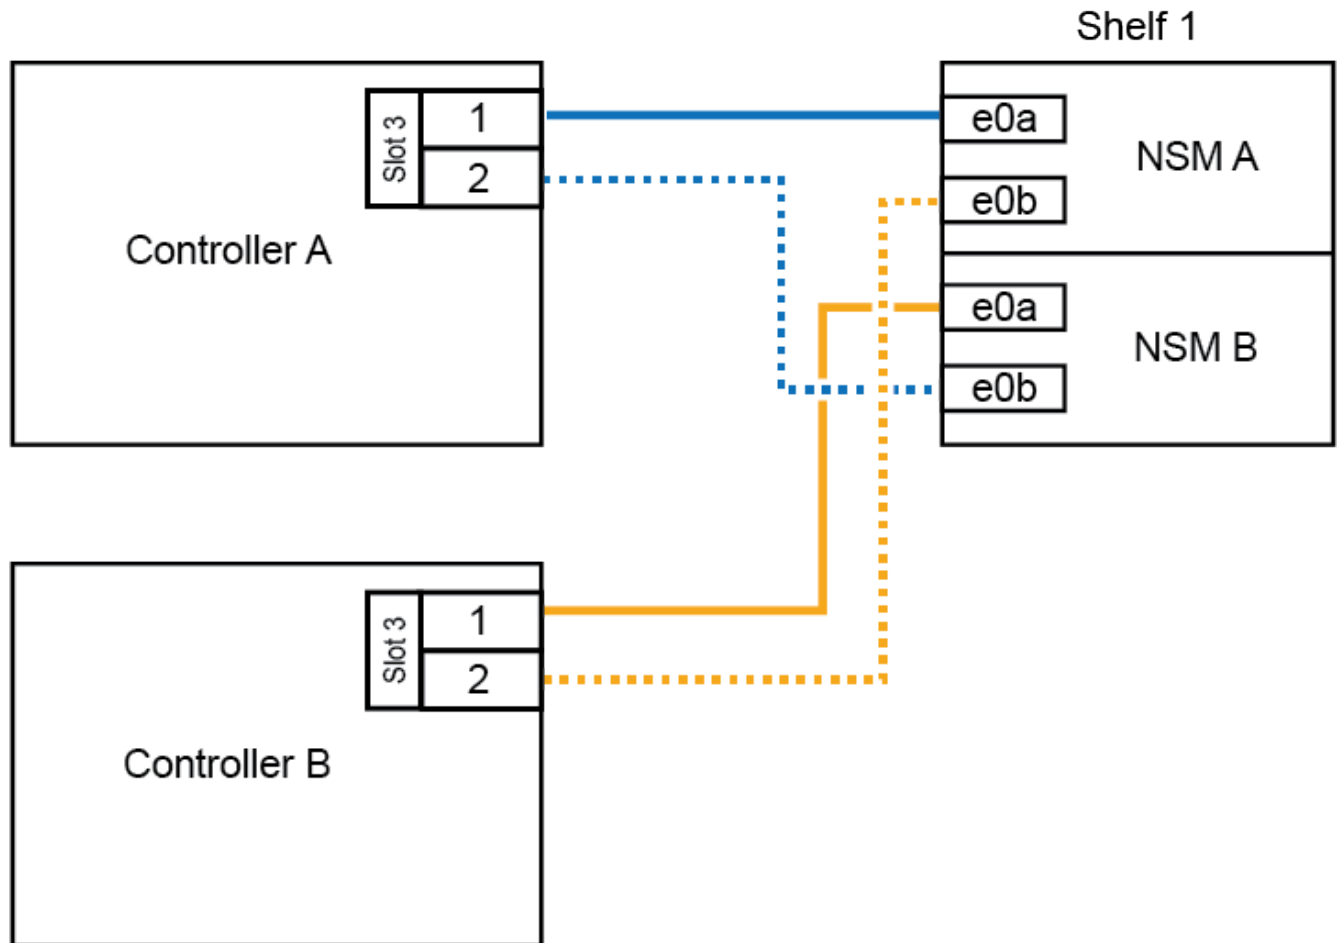 Shelf 1
Slot 3
1
2
Controller A
e0a
e0b
NSM A
e0a
e0b
NSM B
Slot 3
1
2
Controller B